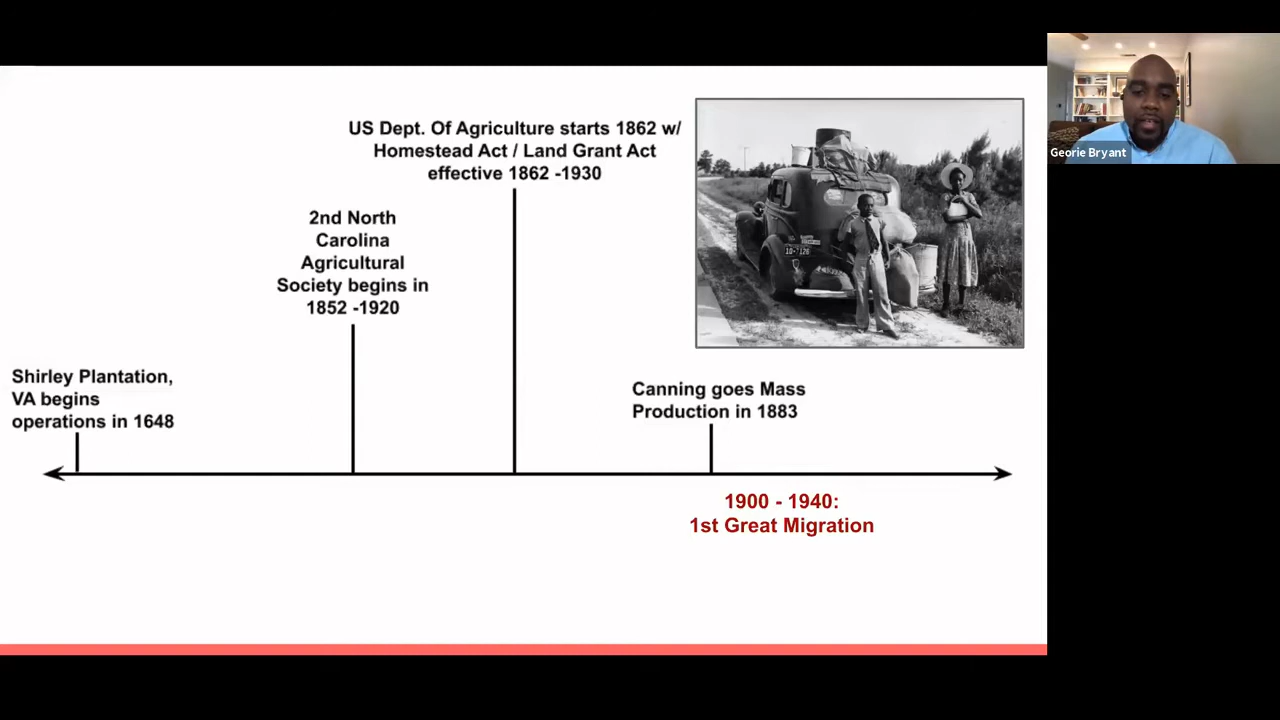 US Dept. Of Agriculture starts 1862 w/
Homestead Act / Land Grant Act
effective 1862 -1930
2nd North
Carolina
Agricultural
Society begins in
1852 -1920
Shirley Plantation,
VA begins
operations in 1648
Canning goes Mass
Production in 1883
1900 - 1940:
1st Great Migration
Georie Bryant